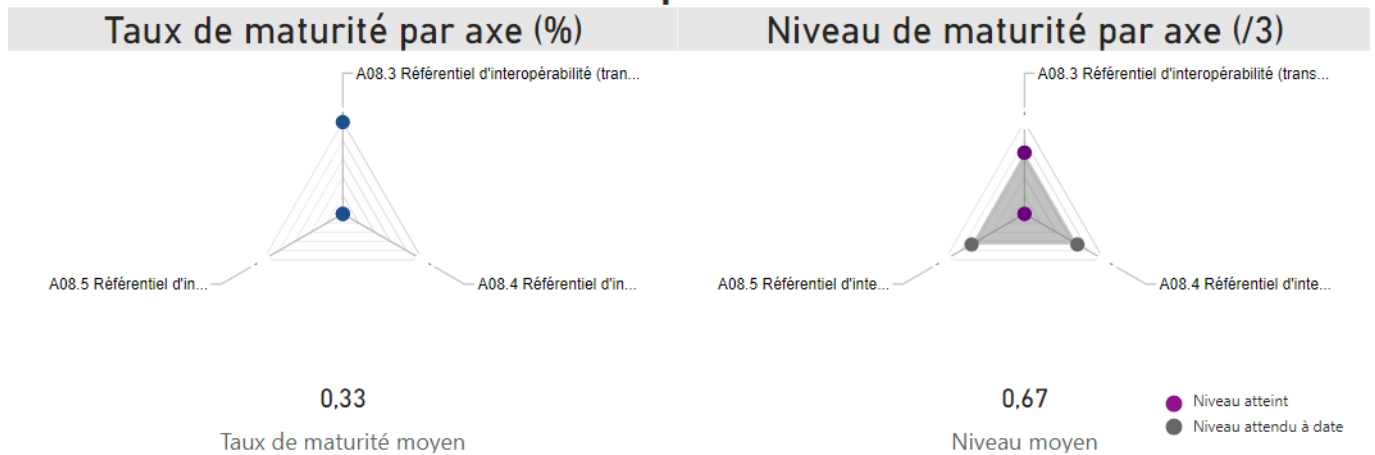 Taux de maturité par axe (%)
Niveau de maturité par axe (/3)
A08.3 Référentiel d'interopérabilité (tran...
A08.3 Référentiel d'interopérabilité (trans...
A08.5 Référentiel d'in...
A08.4 Référentiel d'in...
A08.5 Référentiel d'inte...
A08.4 Référentiel d'inte...
0,33
Taux de maturité moyen
0,67
Niveau moyen
Niveau atteint
Niveau attendu à date